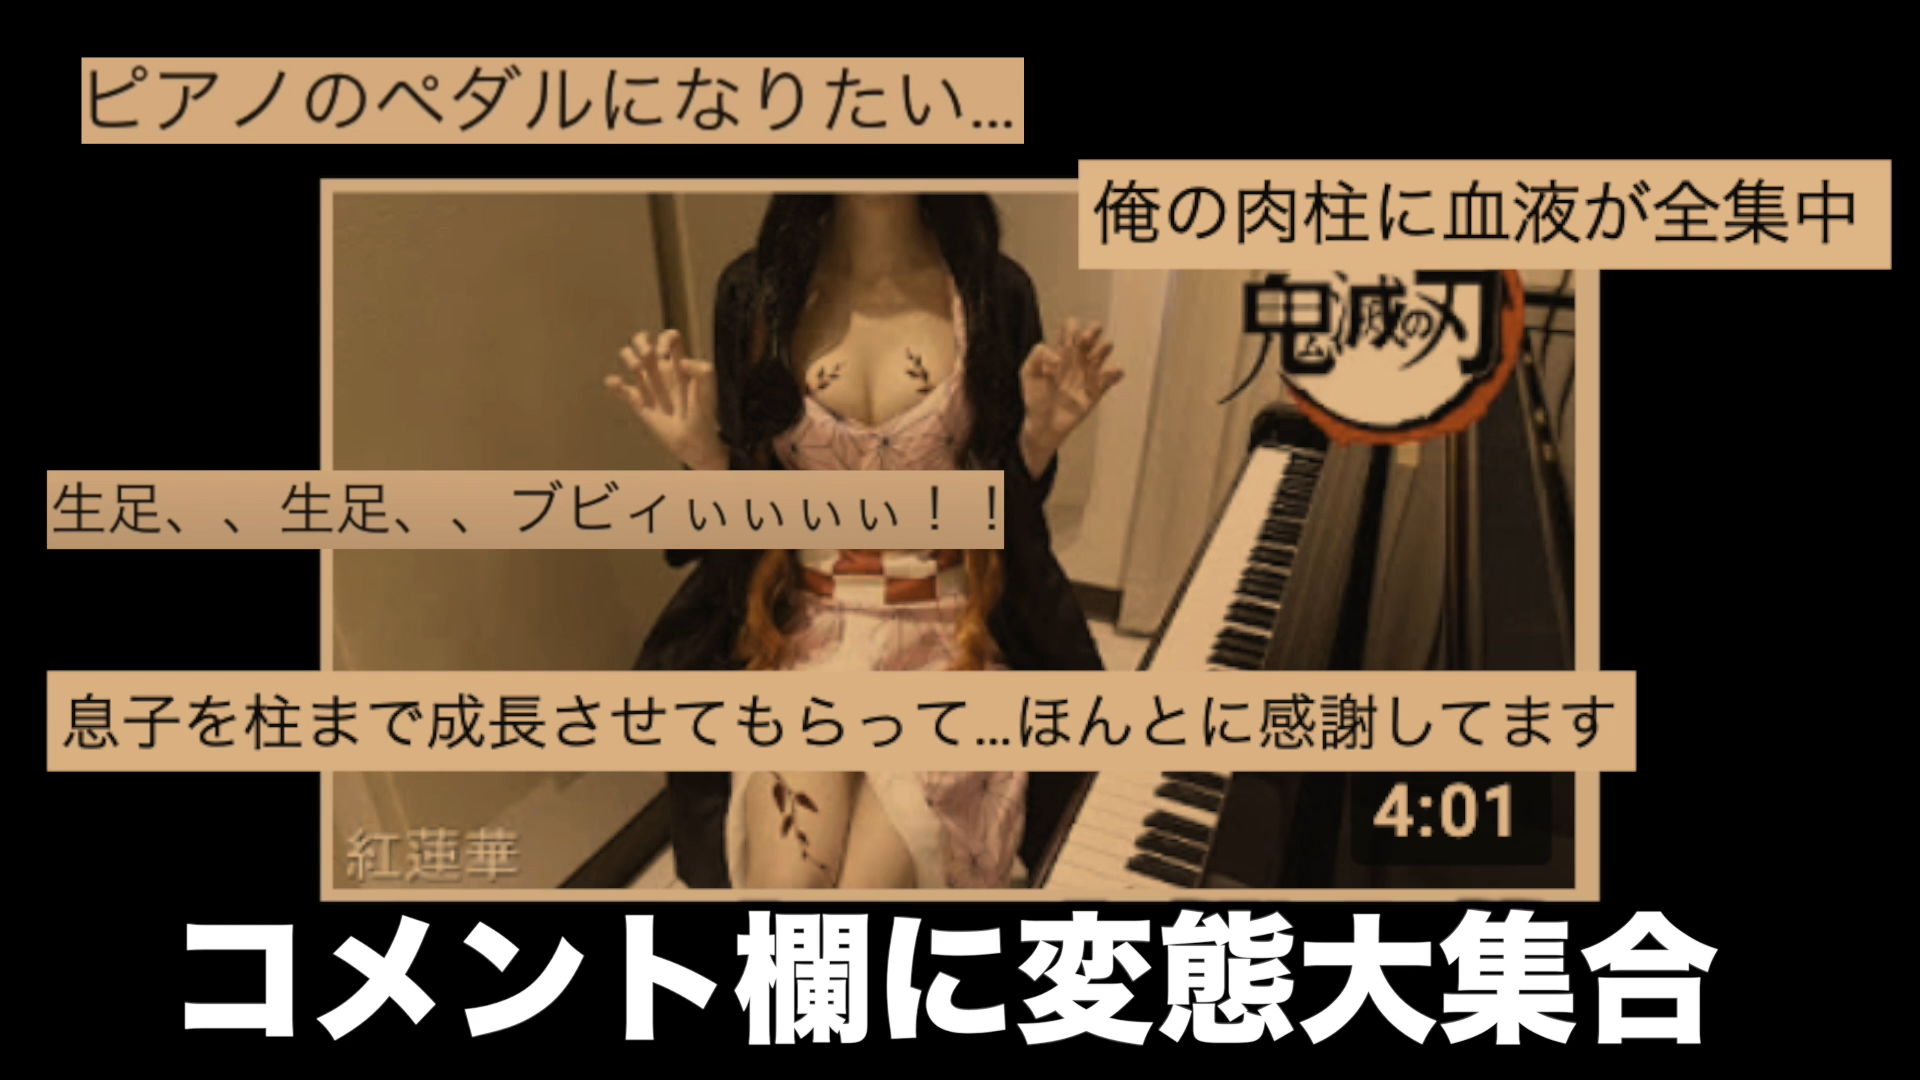 ピアノのペダルになりたい...
俺の肉柱に血液が全集中
鬼滅の刃
生足、、生足、、ブビィぃぃぃぃ！！
息子を柱まで成長させてもらって...ほんとに感謝してます
4:01
紅蓮華
コメント欄に変態大集合